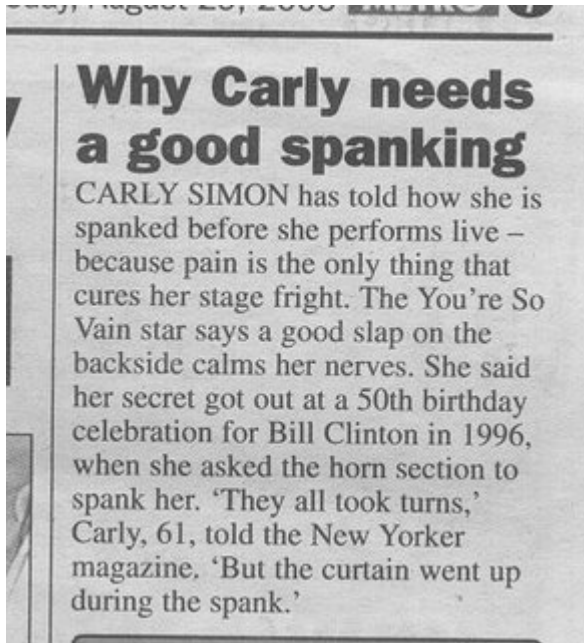 August
METRO
Why Carly needs
a good spanking
CARLY SIMON has told how she is
spanked before she performs live –
because pain is the only thing that
cures her stage fright. The You're So
Vain star says a good slap on the
backside calms her nerves. She said
her secret got out at a 50th birthday
celebration for Bill Clinton in 1996,
when she asked the horn section to
spank her. ‘They all took turns,’
Carly, 61, told the New Yorker
magazine. ‘But the curtain went up
during the spank.’